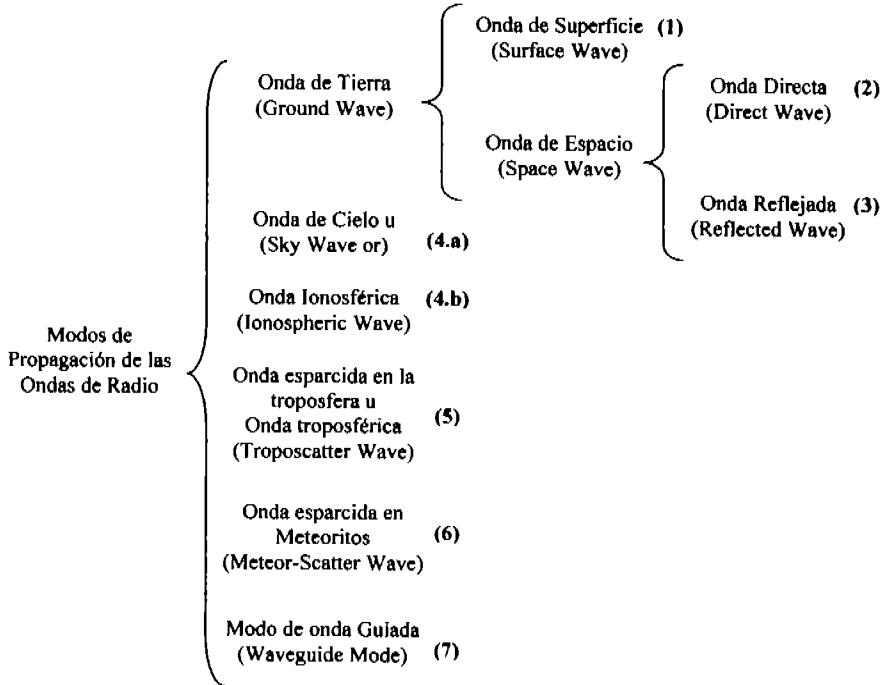 Modos de
Propagación de las
Ondas de Radio
Onda de Tierra
(Ground Wave)
Onda de Superficie (1)
(Surface Wave)
Onda de Espacio
(Space Wave)
Onda Directa (2)
(Direct Wave)
Onda Reflejada (3)
(Reflected Wave)
Onda de Cielo u
(Sky Wave or) (4.a)
Onda Ionosférica (4.b)
(Ionospheric Wave)
Onda esparcida en la
troposfera u
Onda troposférica (5)
(Troposcatter Wave)
Onda esparcida en
Meteoritos (6)
(Meteor-Scatter Wave)
Modo de onda Guiada
(Waveguide Mode) (7)